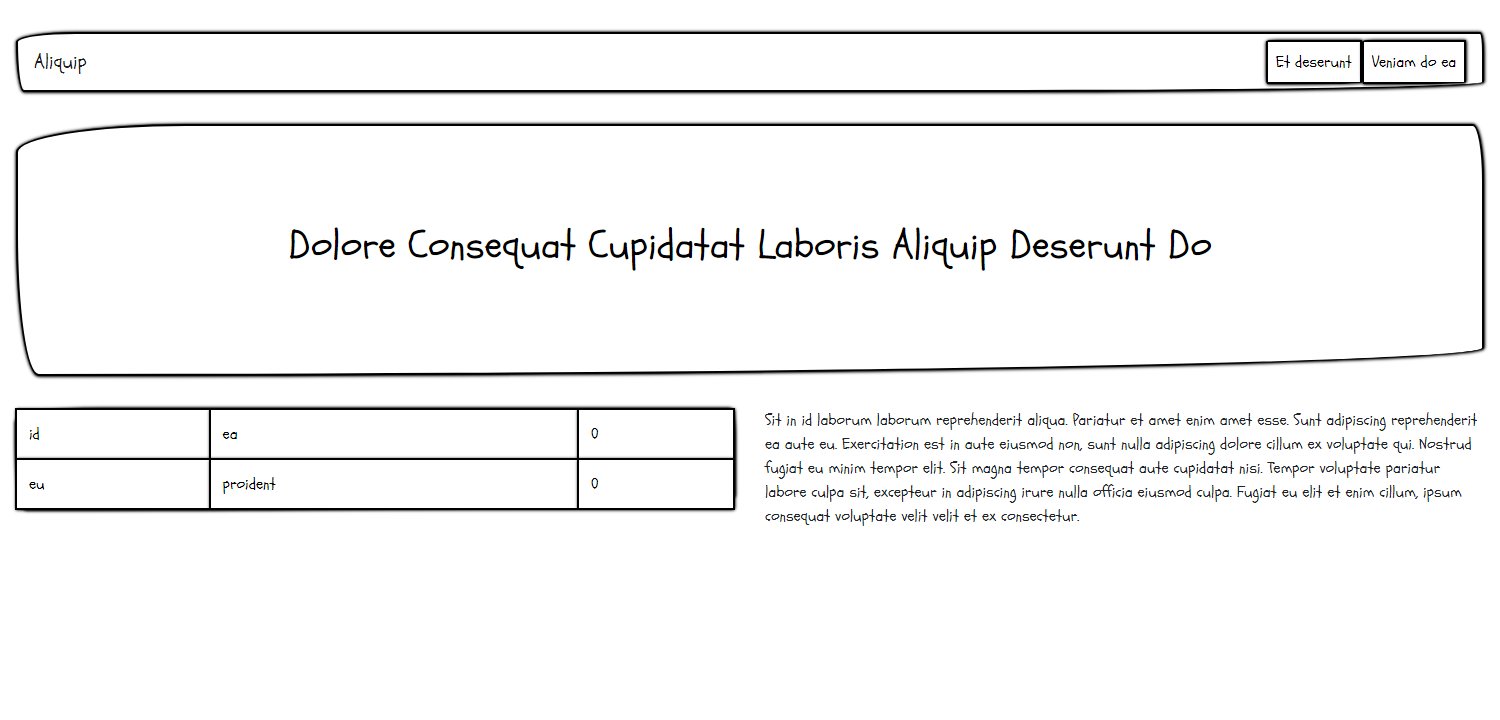 Aliquip
Et deserunt
Veniam do ea
Dolore Consequat Cupidatat Laboris Aliquip Deserunt Do
id ea 0
eu proident 0
Sit in id laborum laborum reprehenderit aliqua. Pariatur et amet enim amet esse. Sunt adipiscing reprehenderit
ea aute eu. Exercitation est in aute eiusmod non, sunt nulla adipiscing dolore cillum ex voluptate qui. Nostrud
fugiat eu minim tempor elit. Sit magna tempor consequat aute cupidatat nisi. Tempor voluptate pariatur
labore culpa sit, excepteur in adipiscing irure nulla officia eiusmod culpa. Fugiat eu elit et enim cillum, ipsum
consequat voluptate velit velit et ex consectetur.